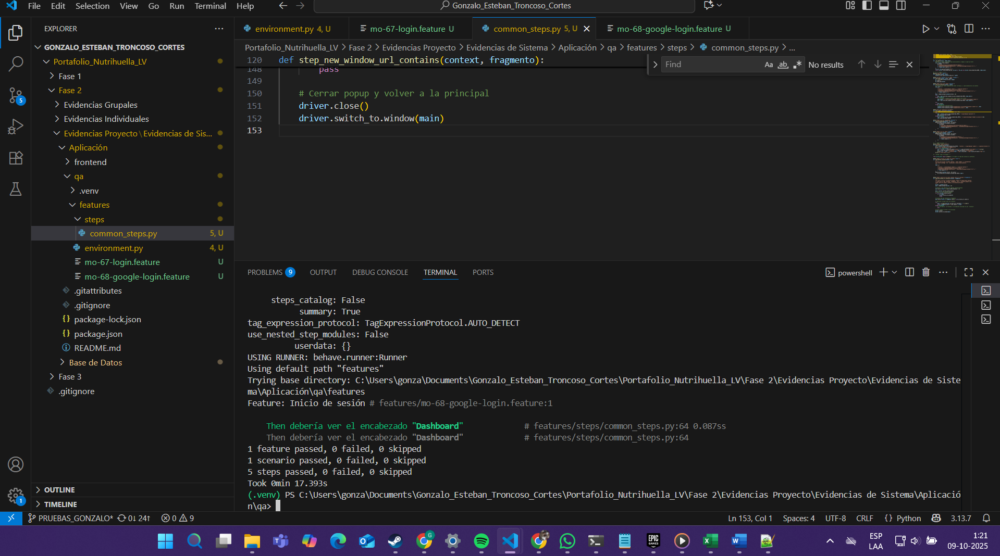 File Edit Selection View Go Run Terminal Help
Gonzalo_Esteban_Troncoso_Cortes
EXPLORER
GONZALO_ESTEBAN_TRONCOSO_CORTES
Portafolio_Nutrihuella_LV
Fase 1
Fase 2
Evidencias Grupales
Evidencias Individuales
Evidencias Proyecto\Evidencias de Sis...
Aplicación
frontend
qa
.venv
features
steps
common_steps.py 5, U
environment.py 4, U
mo-67-login.feature U
mo-68-google-login.feature U
.gitattributes
.gitignore
package-lock.json
package.json
README.md
Base de Datos
Fase 3
.gitignore
OUTLINE
TIMELINE
5
1
environment.py 4, U
mo-67-login.feature U
common_steps.py 5, U
mo-68-google-login.feature U
Portafolio_Nutrihuella_LV > Fase 2 > Evidencias Proyecto > Evidencias de Sistema > Aplicación > qa > features > steps > common_steps.py > ...
120 def step_new_window_url_contains(context, fragmento):
Find Aa ab No results
148 pass
149
150 # Cerrar popup y volver a la principal
151 driver.close()
152 driver.switch_to.window(main)
153
PROBLEMS 9 OUTPUT DEBUG CONSOLE TERMINAL PORTS
powershell
steps_catalog: False
summary: True
tag_expression_protocol: TagExpressionProtocol.AUTO_DETECT
use_nested_step_modules: False
userdata: {}
USING RUNNER: behave.runner:Runner
Using default path "features"
Trying base directory: C:\Users\gonza\Documents\Gonzalo_Esteban_Troncoso_Cortes\Portafolio_Nutrihuella_LV\Fase 2\Evidencias Proyecto\Evidencias de Siste
ma\Aplicación\qa\features
Feature: Inicio de sesión # features/mo-68-google-login.feature:1
Then debería ver el encabezado "Dashboard" # features/steps/common_steps.py:64 0.087ss
Then debería ver el encabezado "Dashboard" # features/steps/common_steps.py:64
1 feature passed, 0 failed, 0 skipped
1 scenario passed, 0 failed, 0 skipped
5 steps passed, 0 failed, 0 skipped
Took 0min 17.393s
(.venv) PS C:\Users\gonza\Documents\Gonzalo_Esteban_Troncoso_Cortes\Portafolio_Nutrihuella_LV\Fase 2\Evidencias Proyecto\Evidencias de Sistema\Aplicació
n\qa>
PRUEBAS_GONZALO* 0↓ 24↑ 0 9
Ln 153, Col 1 Spaces: 4 UTF-8 CRLF {} Python 3.13.7
G
EPIC GAMES
ESP
LAA
1:21
09-10-2025